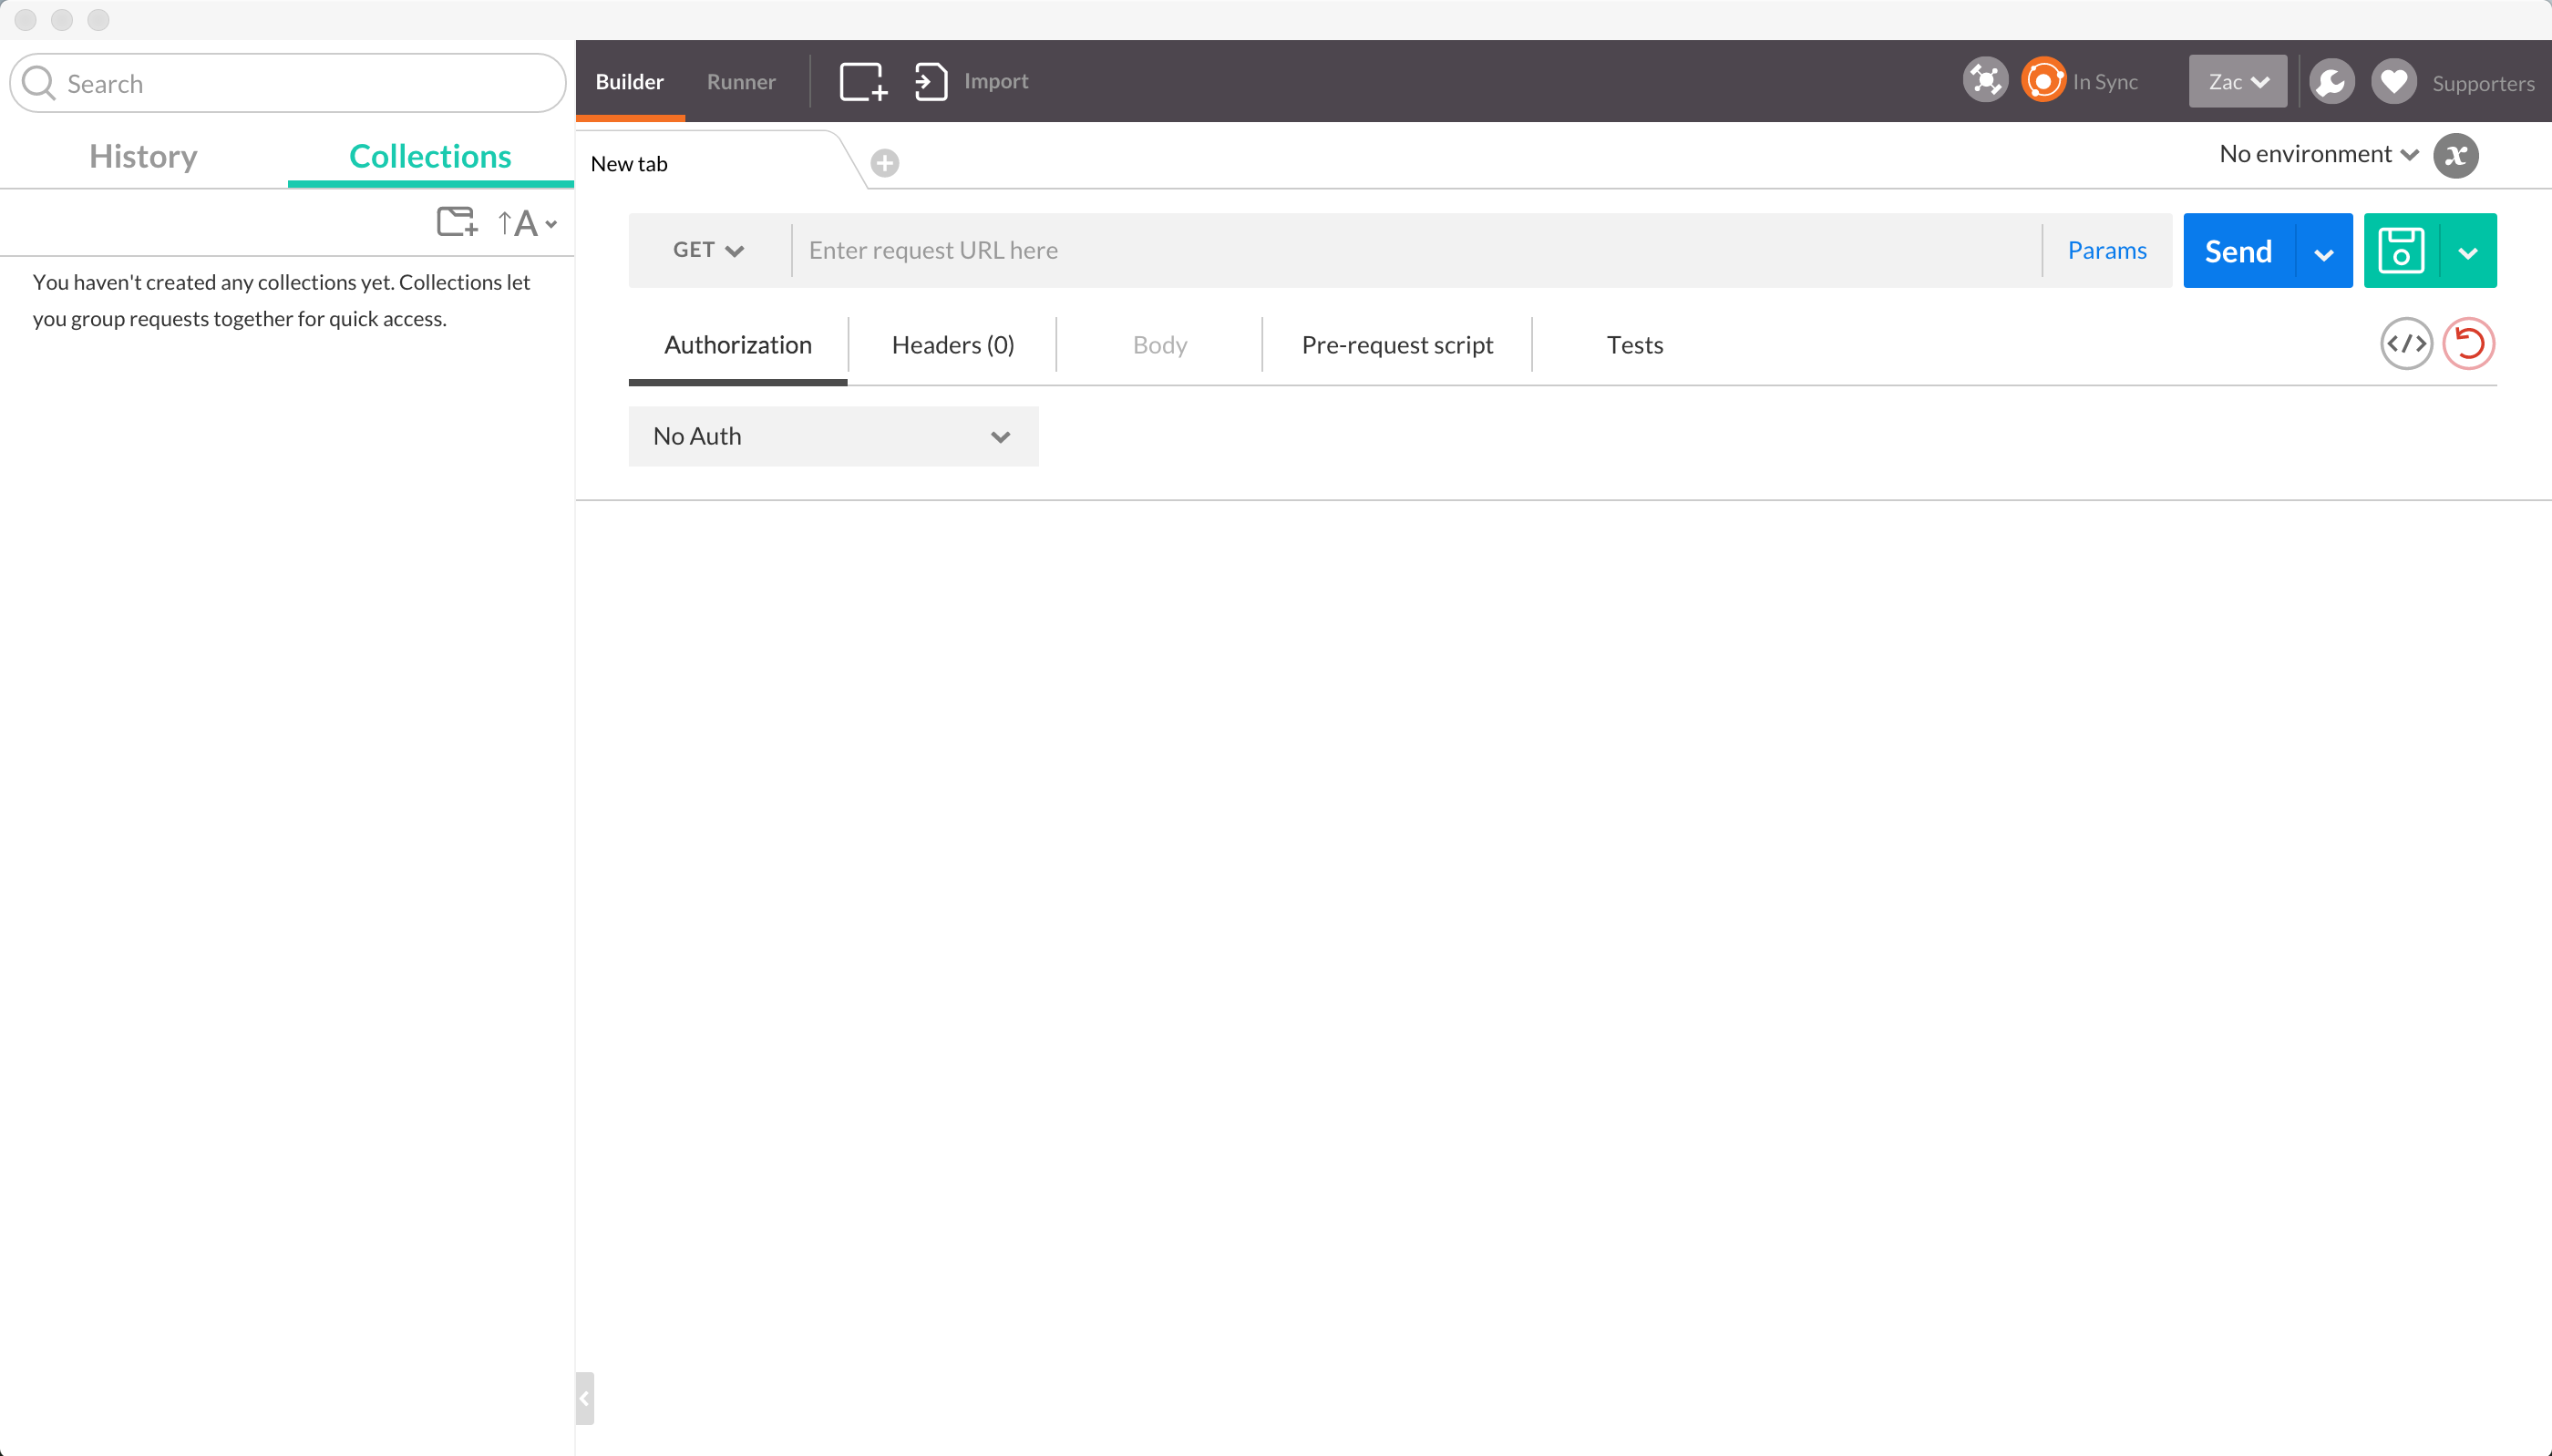 Search
Builder
Runner
Import
In Sync
Zac
Supporters
History
Collections
New tab
No environment
x
A
GET
Enter request URL here
Params
Send
You haven't created any collections yet. Collections let
you group requests together for quick access.
Authorization
Headers (0)
Body
Pre-request script
Tests
</>
No Auth